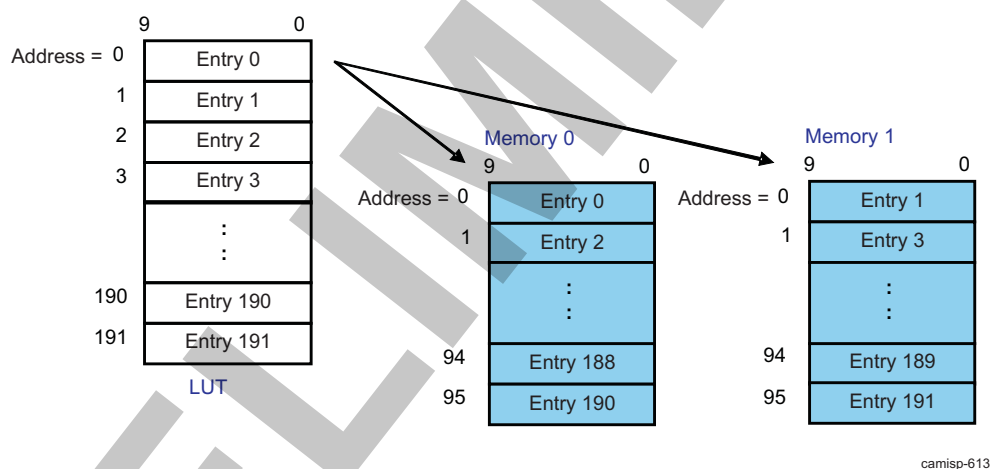 9 0
Address = 0 Entry 0
1 Entry 1
2 Entry 2
3 Entry 3
:
:
190 Entry 190
191 Entry 191
LUT
Memory 0
9 0
Address = 0 Entry 0
1 Entry 2
:
:
94 Entry 188
95 Entry 190
Memory 1
9 0
Address = 0 Entry 1
1 Entry 3
:
:
94 Entry 189
95 Entry 191
camisp-613